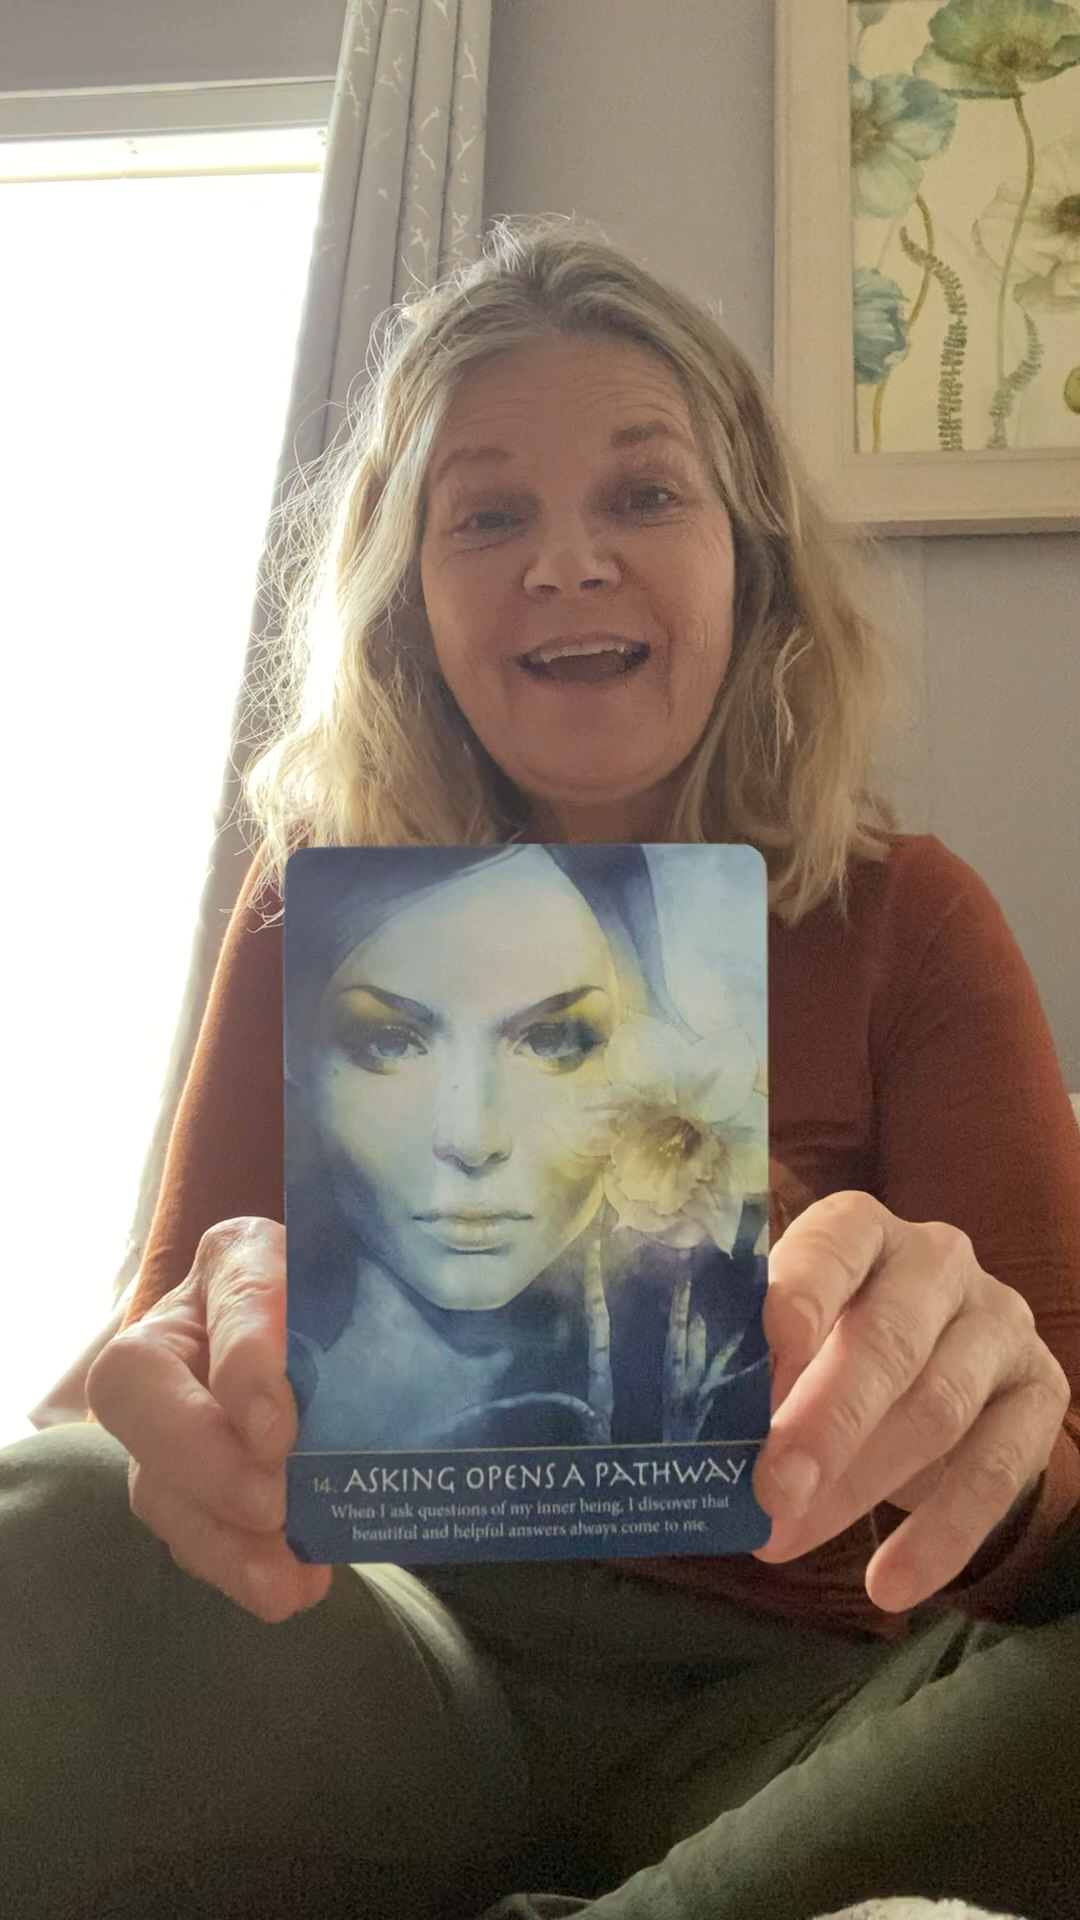 14. ASKING OPENS A PATHWAY
When I ask questions of my inner being, I discover that
beautiful and helpful answers always come to me.